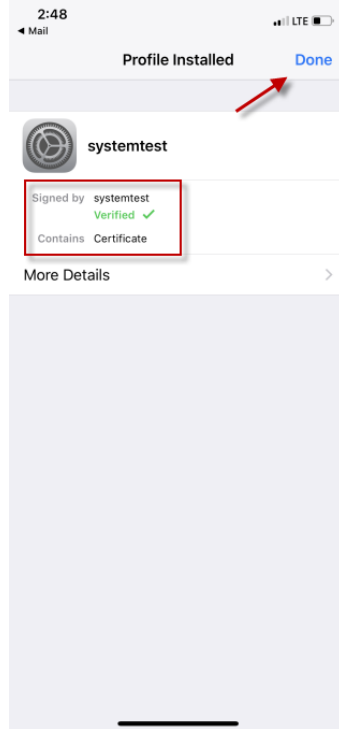 2:48
LTE
◀ Mail
Profile Installed
Done
systemtest
Signed by systemtest
Verified ✓
Contains Certificate
More Details